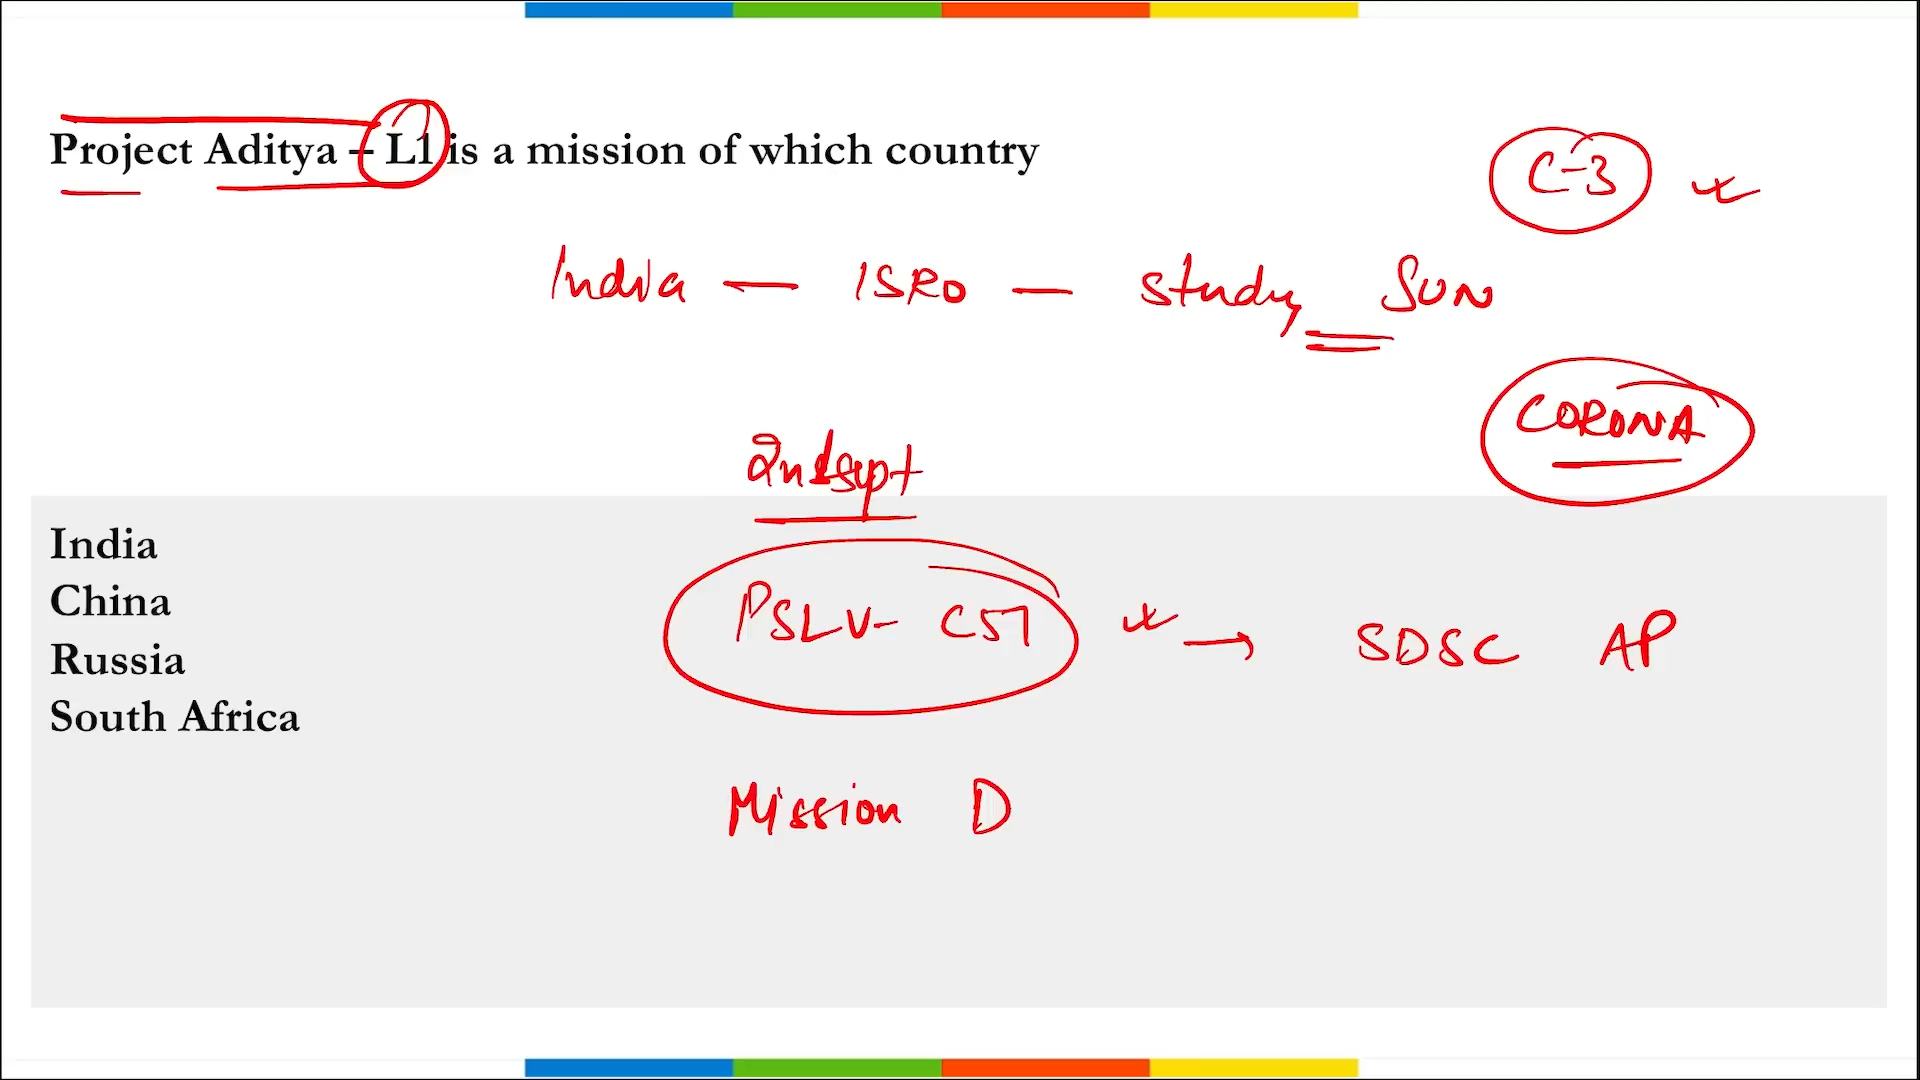 Project Aditya – L1 is a mission of which country
C-3
India — ISRO — study SUN
CORONA
2nd sept
India
China
Russia
South Africa
PSLV- C57 → SDSC AP
Mission D